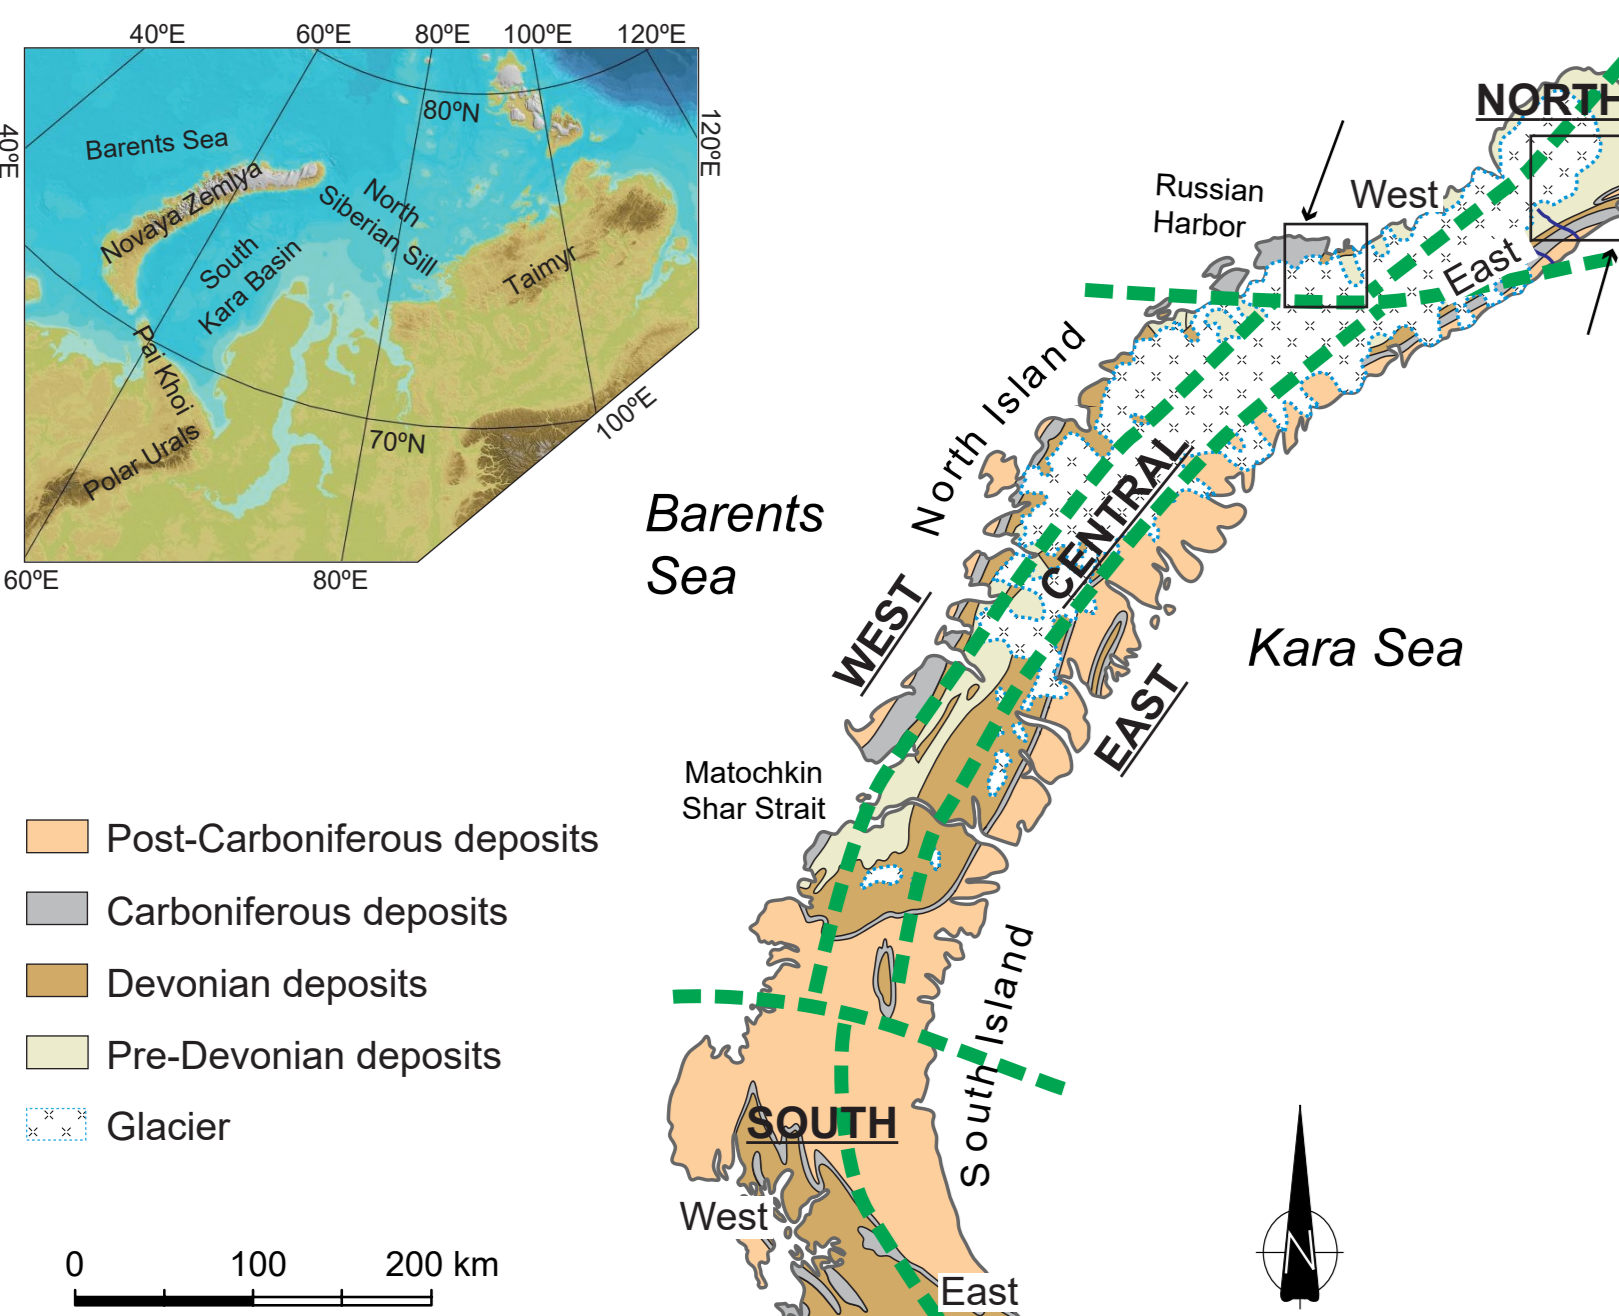 40ºE
60ºE
80ºE
100ºE
120ºE
40ºE
120ºE
80ºN
Barents Sea
Novaya Zemlya
North
Siberian Sill
South
Kara Basin
Taimyr
Pai Khoi
Polar Urals
70ºN
100ºE
60ºE
80ºE
NORTH
Russian
Harbor
West
East
North Island
CENTRAL
Barents
Sea
WEST
EAST
Kara Sea
Matochkin
Shar Strait
Post-Carboniferous deposits
Carboniferous deposits
Devonian deposits
Pre-Devonian deposits
Glacier
South Island
SOUTH
West
East
0 100 200 km
N